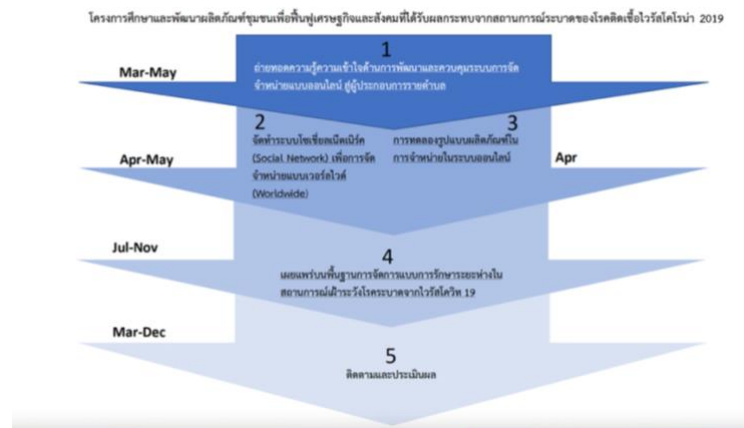 โครงการศึกษาและพัฒนาผลิตภัณฑ์ชุมชนเพื่อฟื้นฟูเศรษฐกิจและสังคมที่ได้รับผลกระทบจากสถานการณ์ระบาดของโรคติดเชื้อไวรัสโคโรน่า 2019
1
Mar-May
ถ่ายทอดความรู้ความเข้าใจด้านการพัฒนาและควบคุมระบบการจัด
จำหน่ายแบบออนไลน์ สู่ผู้ประกอบการรายตำบล
2
Apr-May
จัดทำระบบโซเชี่ยลเน็ตเมิร์ค
(Social Network) เพื่อการจัด
จำหน่ายแบบเวอร์ลไวด์
(Worldwide)
3
การทดลองรูปแบบผลิตภัณฑ์ใน
การจำหน่ายในระบบออนไลน์
Apr
Jul-Nov
4
เผยแพร่บนพื้นฐานการจัดการแบบการรักษาระยะห่างใน
สถานการณ์เฝ้าระวังโรคระบาดจากไวรัสโควิท 19
Mar-Dec
5
ติดตามและประเมินผล